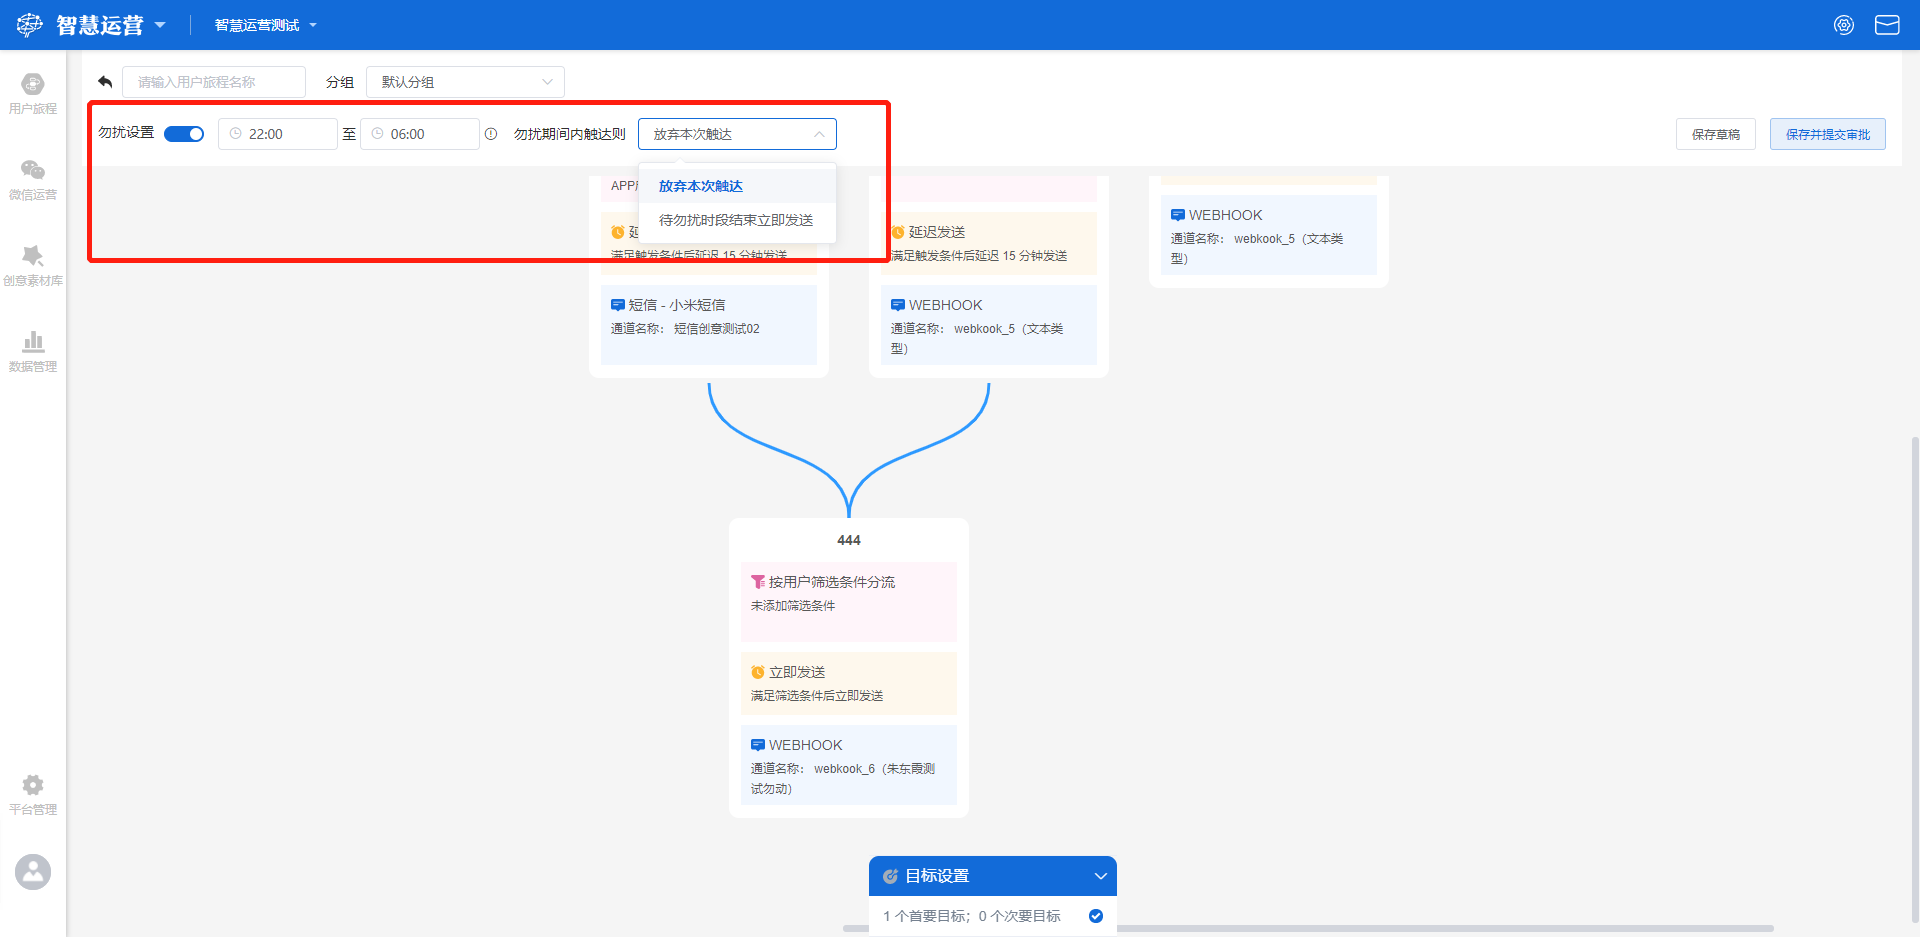 智慧运营
智慧运营测试
用户旅程
微信运营
创意素材库
数据管理
平台管理
请输入用户旅程名称
分组
默认分组
勿扰设置
22:00
至
06:00
勿扰期间内触达则
放弃本次触达
保存草稿
保存并提交审批
放弃本次触达
待勿扰时段结束立即发送
APP
延
满足触发条件后延迟 15 分钟发送
短信 - 小米短信
通道名称： 短信创意测试02
延迟发送
满足触发条件后延迟 15 分钟发送
WEBHOOK
通道名称： webkook_5（文本类
型）
WEBHOOK
通道名称： webkook_5（文本类
型）
444
按用户筛选条件分流
未添加筛选条件
立即发送
满足筛选条件后立即发送
WEBHOOK
通道名称： webkook_6（朱东霞测
试勿动）
目标设置
1 个首要目标；0 个次要目标